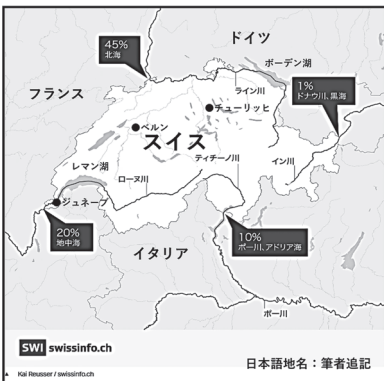 ドイツ
45%
北海
ボーデン湖
フランス
ライン川
1%
ドナウ川、黒海
チューリッヒ
ベルン
スイス
ティチーノ川
イン川
レマン湖
ローヌ川
ジュネーブ
20%
地中海
イタリア
10%
ポー川、アドリア海
ポー川
SWI swissinfo.ch
日本語地名：筆者追記
▲ Kai Reusser / swissinfo.ch